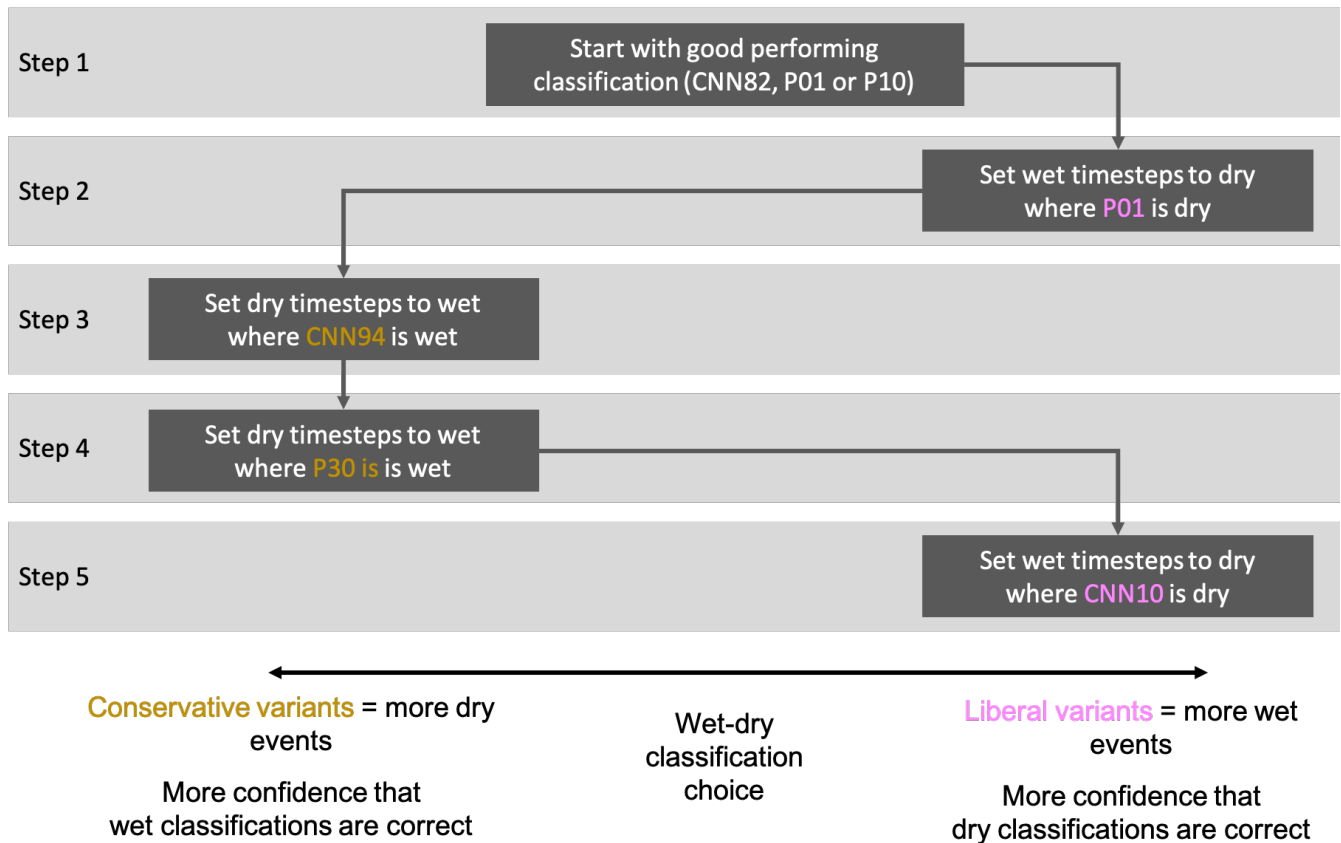 Step 1
Start with good performing
classification (CNN82, P01 or P10)
Step 2
Set wet timesteps to dry
where P01 is dry
Step 3
Set dry timesteps to wet
where CNN94 is wet
Step 4
Set dry timesteps to wet
where P30 is is wet
Step 5
Set wet timesteps to dry
where CNN10 is dry
Conservative variants = more dry
events
More confidence that
wet classifications are correct
Wet-dry
classification
choice
Liberal variants = more wet
events
More confidence that
dry classifications are correct